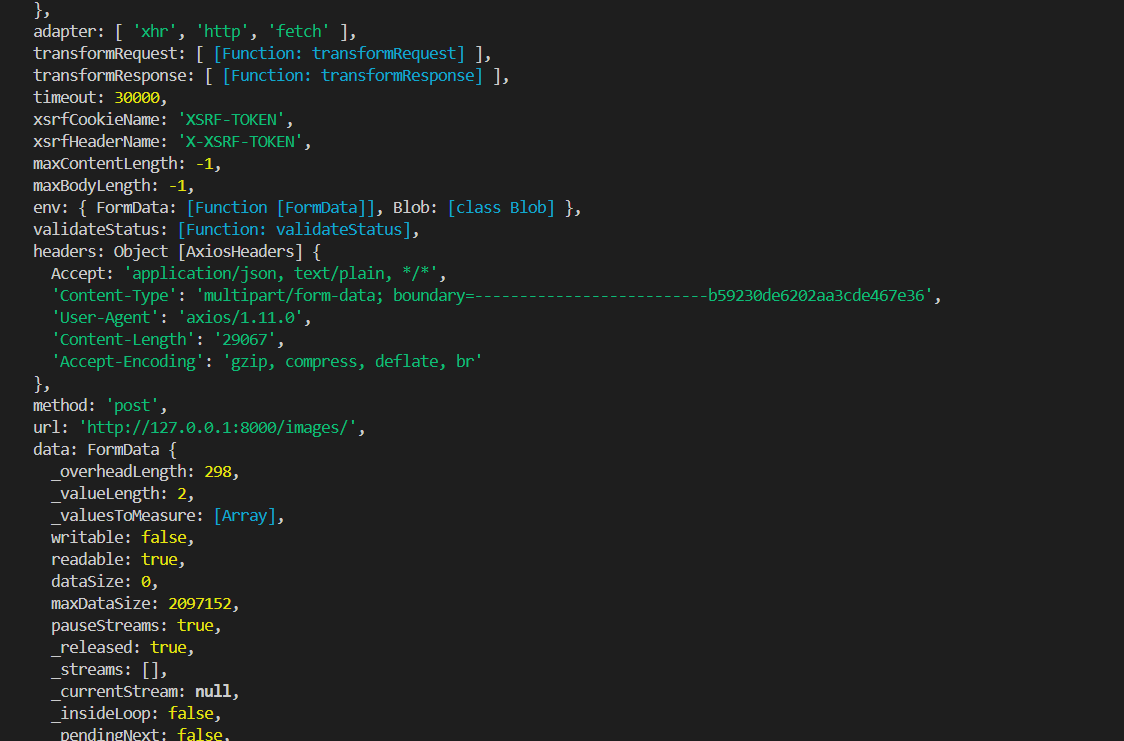 },
adapter: [ 'xhr', 'http', 'fetch' ],
transformRequest: [ [Function: transformRequest] ],
transformResponse: [ [Function: transformResponse] ],
timeout: 30000,
xsrfCookieName: 'XSRF-TOKEN',
xsrfHeaderName: 'X-XSRF-TOKEN',
maxContentLength: -1,
maxBodyLength: -1,
env: { FormData: [Function [FormData]], Blob: [class Blob] },
validateStatus: [Function: validateStatus],
headers: Object [AxiosHeaders] {
  Accept: 'application/json, text/plain, */*',
  'Content-Type': 'multipart/form-data; boundary=--------------------------b59230de6202aa3cde467e36',
  'User-Agent': 'axios/1.11.0',
  'Content-Length': '29067',
  'Accept-Encoding': 'gzip, compress, deflate, br'
},
method: 'post',
url: 'http://127.0.0.1:8000/images/',
data: FormData {
  _overheadLength: 298,
  _valueLength: 2,
  _valuesToMeasure: [Array],
  writable: false,
  readable: true,
  dataSize: 0,
  maxDataSize: 2097152,
  pauseStreams: true,
  _released: true,
  _streams: [],
  _currentStream: null,
  _insideLoop: false,
  _pendingNext: false,